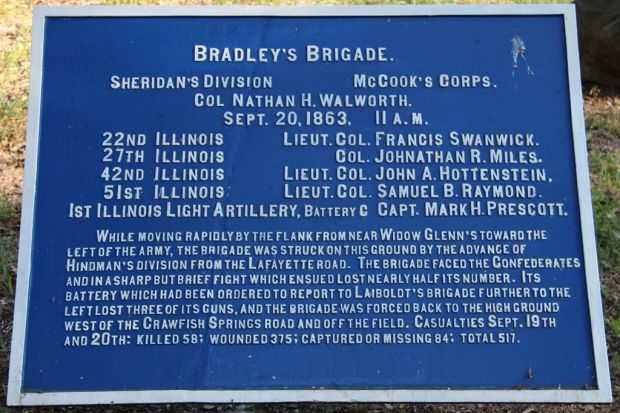 BRADLEY'S BRIGADE.
SHERIDAN'S DIVISION McCOOK'S CORPS.
COL NATHAN H. WALWORTH.
SEPT. 20, 1863, 11 A.M.
22ND ILLINOIS LIEUT. COL. FRANCIS SWANWICK.
27TH ILLINOIS COL. JOHNATHAN R. MILES.
42ND ILLINOIS LIEUT. COL. JOHN A. HOTTENSTEIN,
51ST ILLINOIS LIEUT. COL. SAMUEL B. RAYMOND.
1ST ILLINOIS LIGHT ARTILLERY, BATTERY C CAPT. MARK H. PRESCOTT.
WHILE MOVING RAPIDLY BY THE FLANK FROM NEAR WIDOW GLENN'S TOWARD THE
LEFT OF THE ARMY, THE BRIGADE WAS STRUCK ON THIS GROUND BY THE ADVANCE OF
HINDMAN'S DIVISION FROM THE LAFAYETTE ROAD. THE BRIGADE FACED THE CONFEDERATES
AND IN A SHARP BUT BRIEF FIGHT WHICH ENSUED LOST NEARLY HALF ITS NUMBER. ITS
BATTERY WHICH HAD BEEN ORDERED TO REPORT TO LAIBOLDT'S BRIGADE FURTHER TO THE
LEFT LOST THREE OF ITS GUNS, AND THE BRIGADE WAS FORCED BACK TO THE HIGH GROUND
WEST OF THE CRAWFISH SPRINGS ROAD AND OFF THE FIELD. CASUALTIES SEPT. 19TH
AND 20TH: KILLED 58; WOUNDED 375; CAPTURED OR MISSING 84; TOTAL 517.